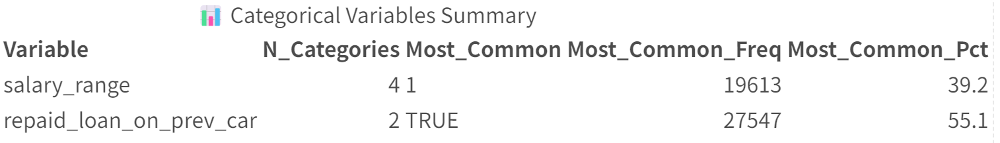 📊 Categorical Variables Summary
Variable N_Categories Most_Common Most_Common_Freq Most_Common_Pct
salary_range 4 1 19613 39.2
repaid_loan_on_prev_car 2 TRUE 27547 55.1